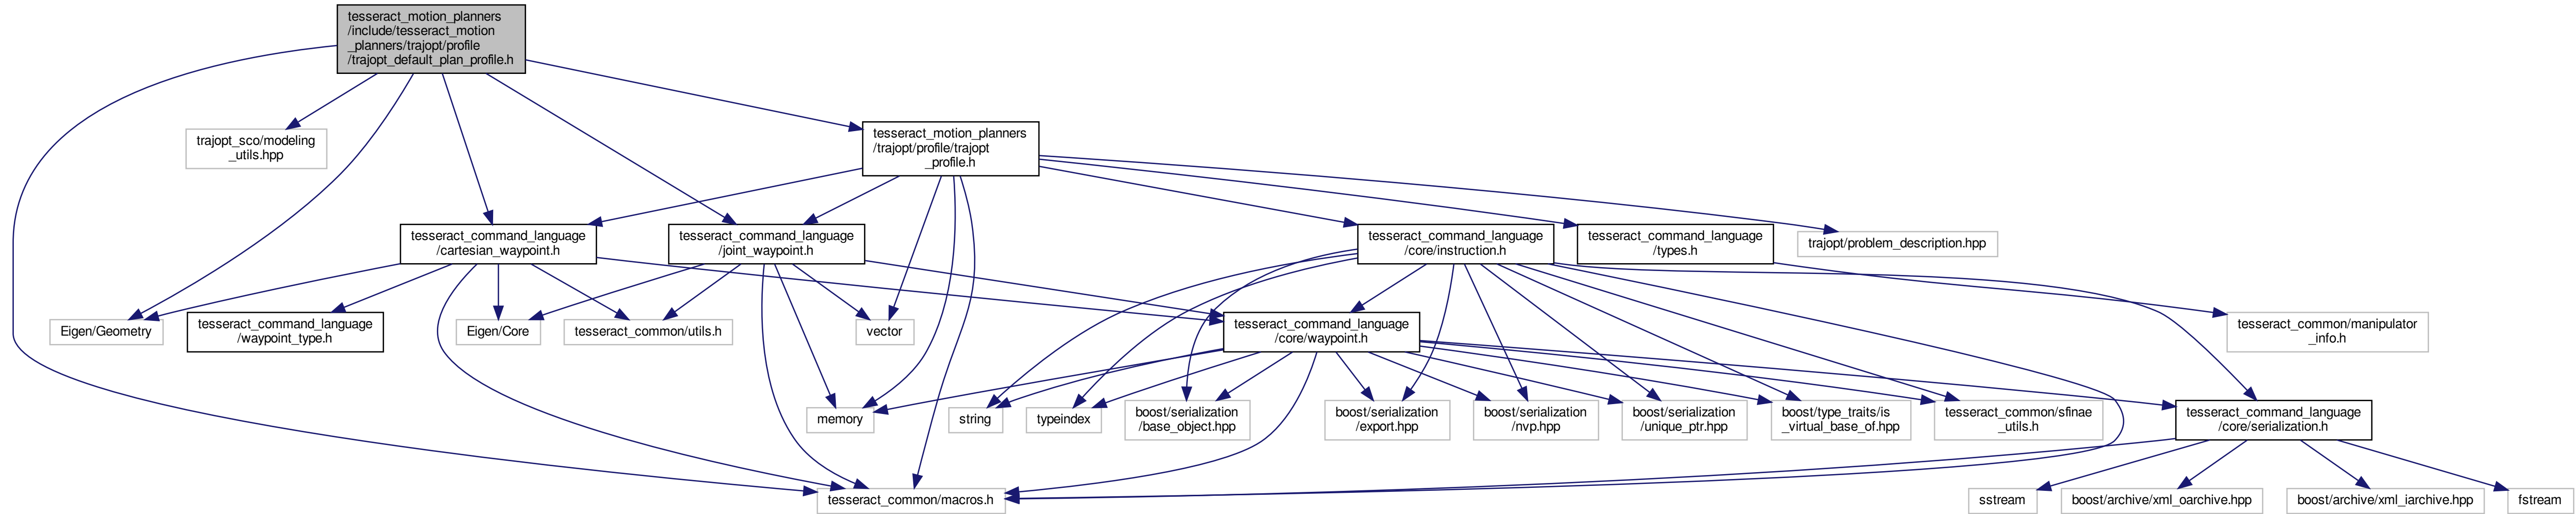 tesseract_motion_planners
/include/tesseract_motion
_planners/trajopt/profile
/trajopt_default_plan_profile.h
trajopt_sco/modeling
_utils.hpp
tesseract_motion_planners
/trajopt/profile/trajopt
_profile.h
tesseract_command_language
/cartesian_waypoint.h
tesseract_command_language
/joint_waypoint.h
tesseract_command_language
/core/instruction.h
tesseract_command_language
/types.h
trajopt/problem_description.hpp
Eigen/Geometry
tesseract_command_language
/waypoint_type.h
Eigen/Core
tesseract_common/utils.h
vector
tesseract_command_language
/core/waypoint.h
tesseract_common/manipulator
_info.h
memory
string
typeindex
boost/serialization
/base_object.hpp
boost/serialization
/export.hpp
boost/serialization
/nvp.hpp
boost/serialization
/unique_ptr.hpp
boost/type_traits/is
_virtual_base_of.hpp
tesseract_common/sfinae
_utils.h
tesseract_command_language
/core/serialization.h
tesseract_common/macros.h
sstream
boost/archive/xml_oarchive.hpp
boost/archive/xml_iarchive.hpp
fstream